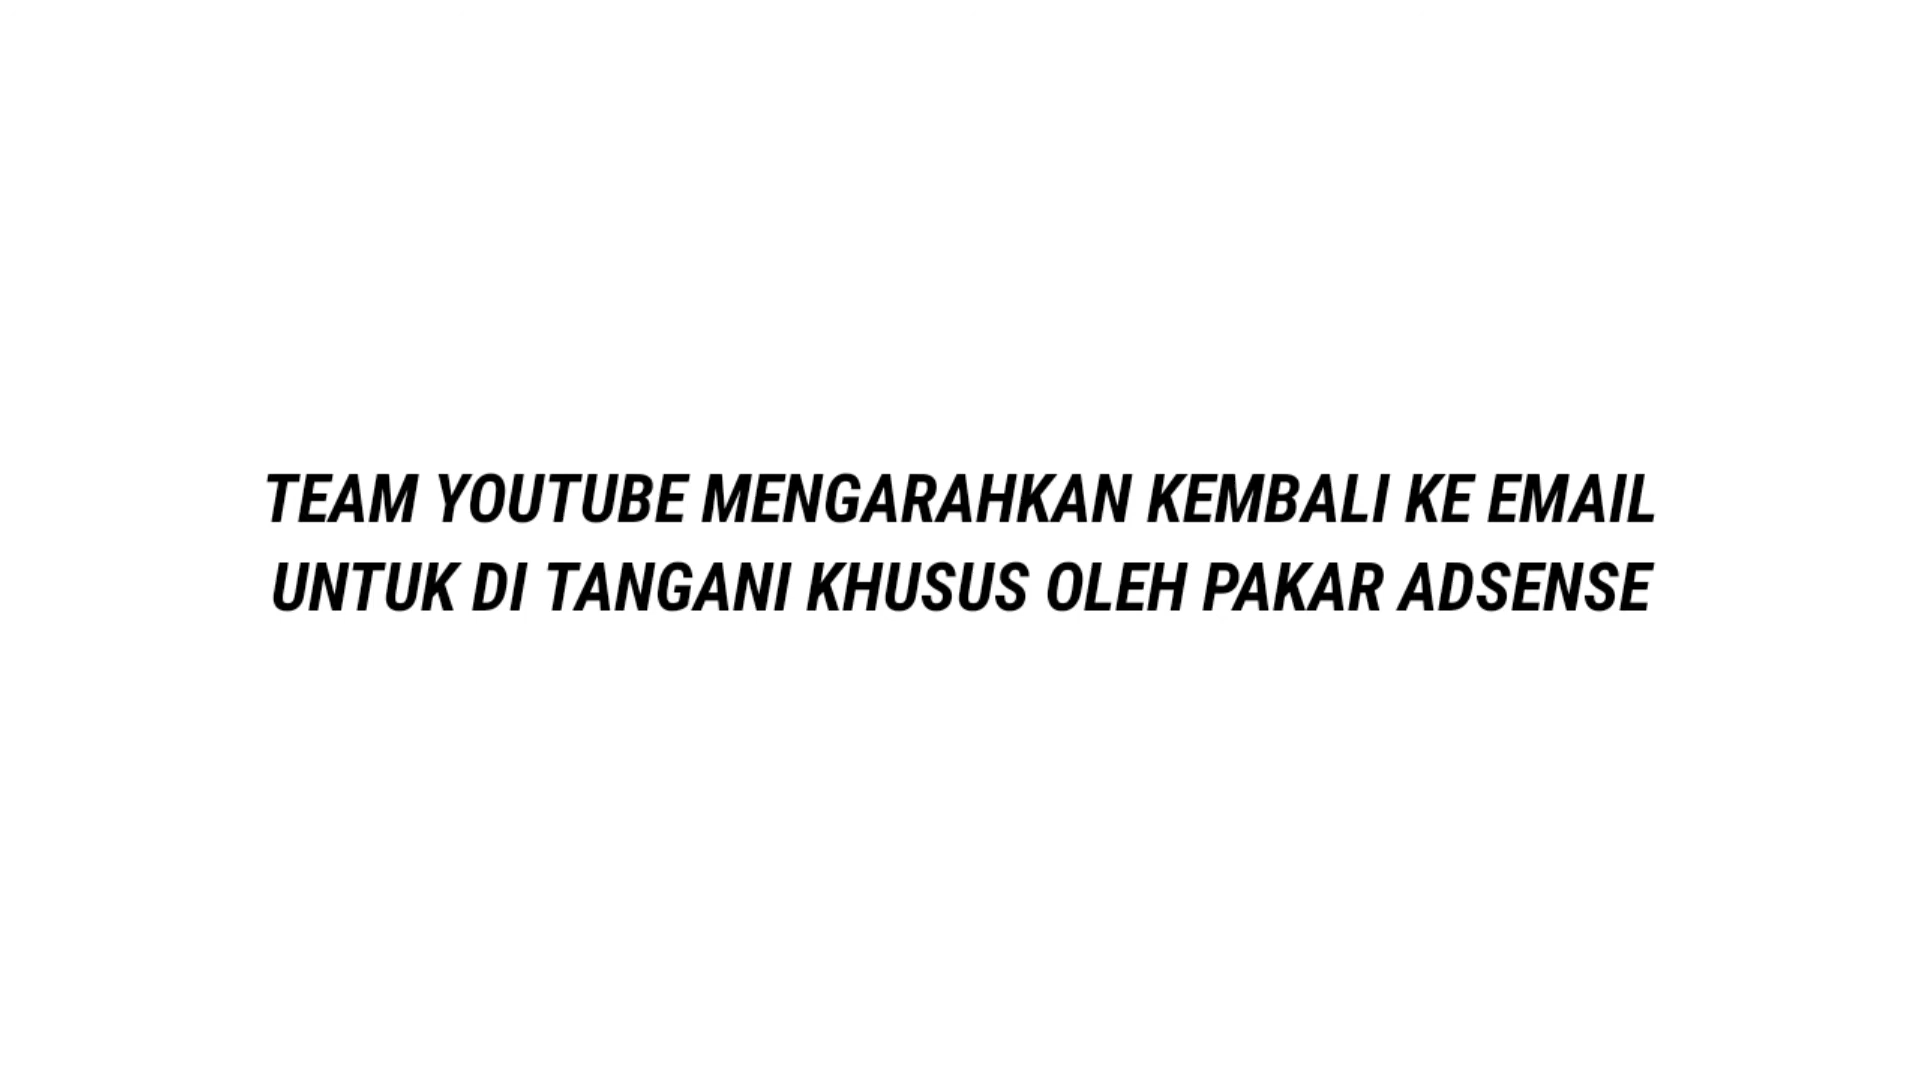 TEAM YOUTUBE MENGARAHKAN KEMBALI KE EMAIL
UNTUK DI TANGANI KHUSUS OLEH PAKAR ADSENSE